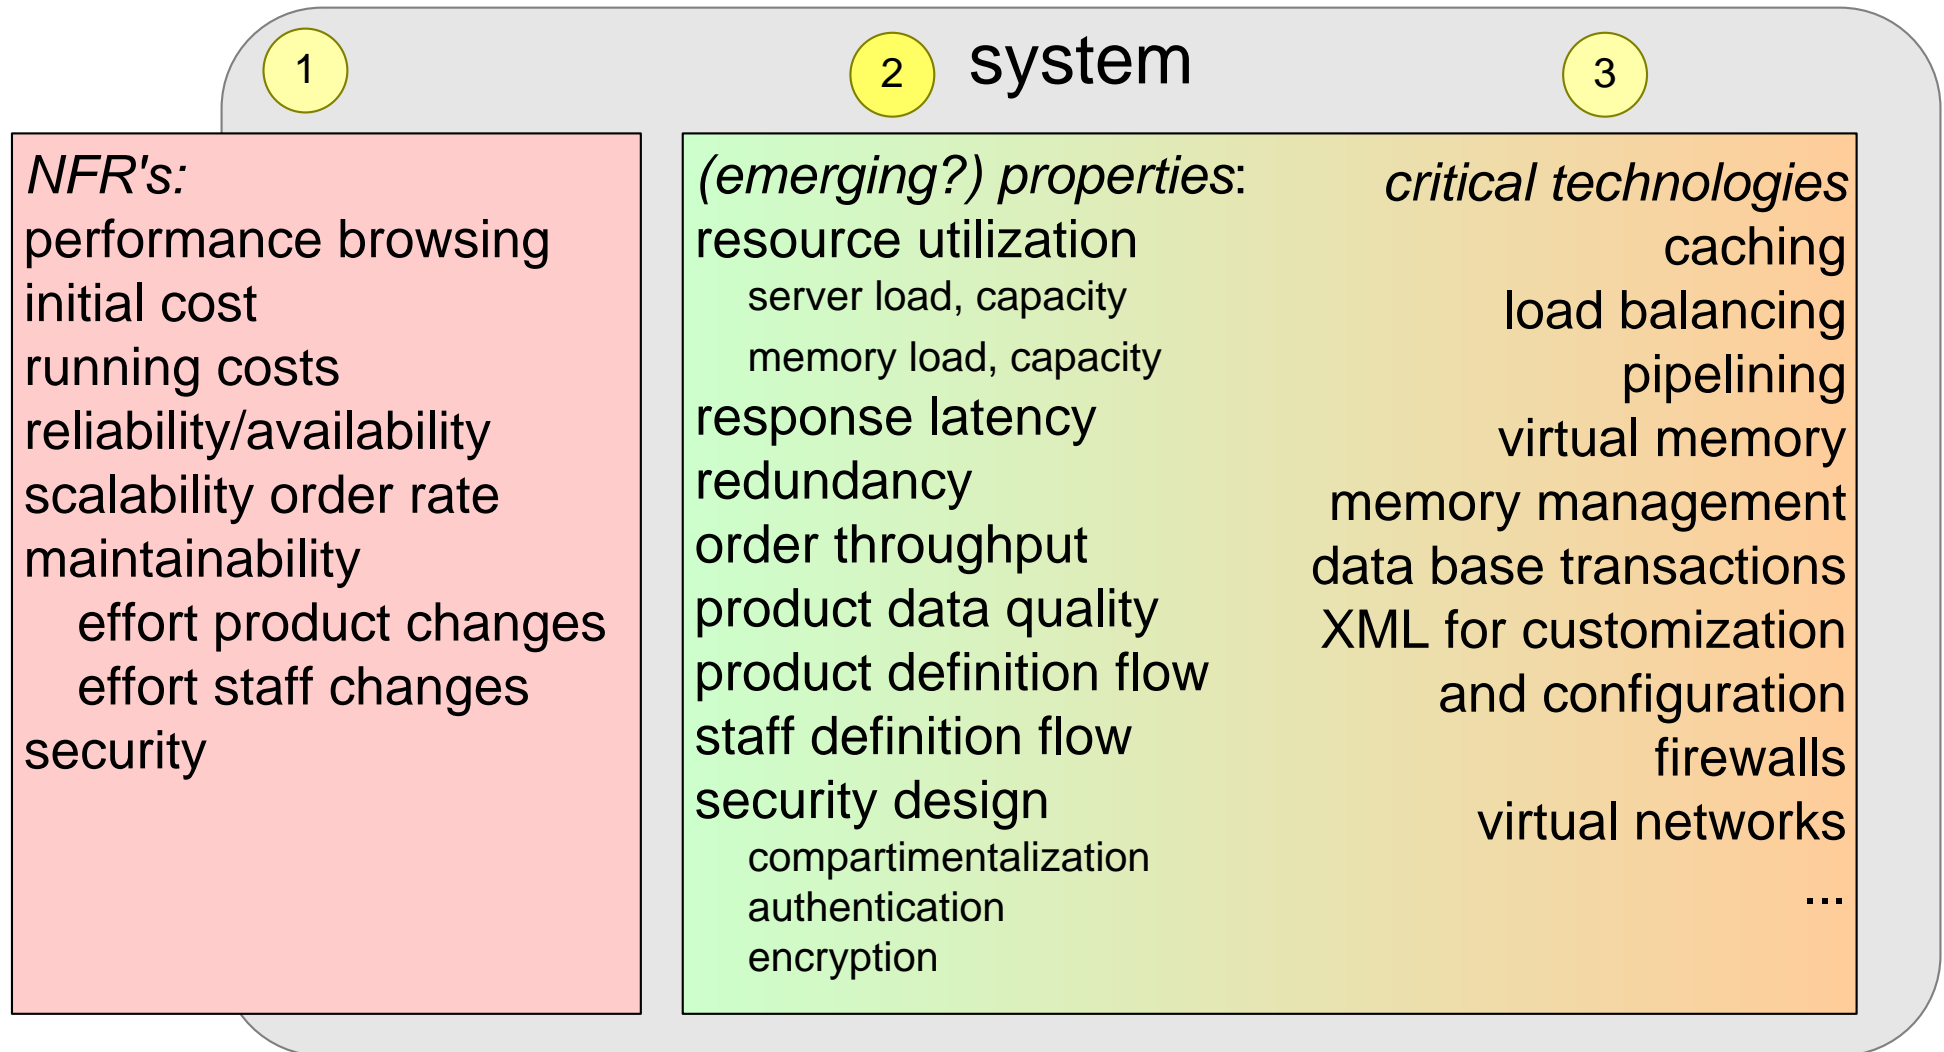 1
2
system
3
NFR's:
performance browsing
initial cost
running costs
reliability/availability
scalability order rate
maintainability
effort product changes
effort staff changes
security
(emerging?) properties:
resource utilization
server load, capacity
memory load, capacity
response latency
redundancy
order throughput
product data quality
product definition flow
staff definition flow
security design
compartimentalization
authentication
encryption
critical technologies
caching
load balancing
pipelining
virtual memory
memory management
data base transactions
XML for customization
and configuration
firewalls
virtual networks
...